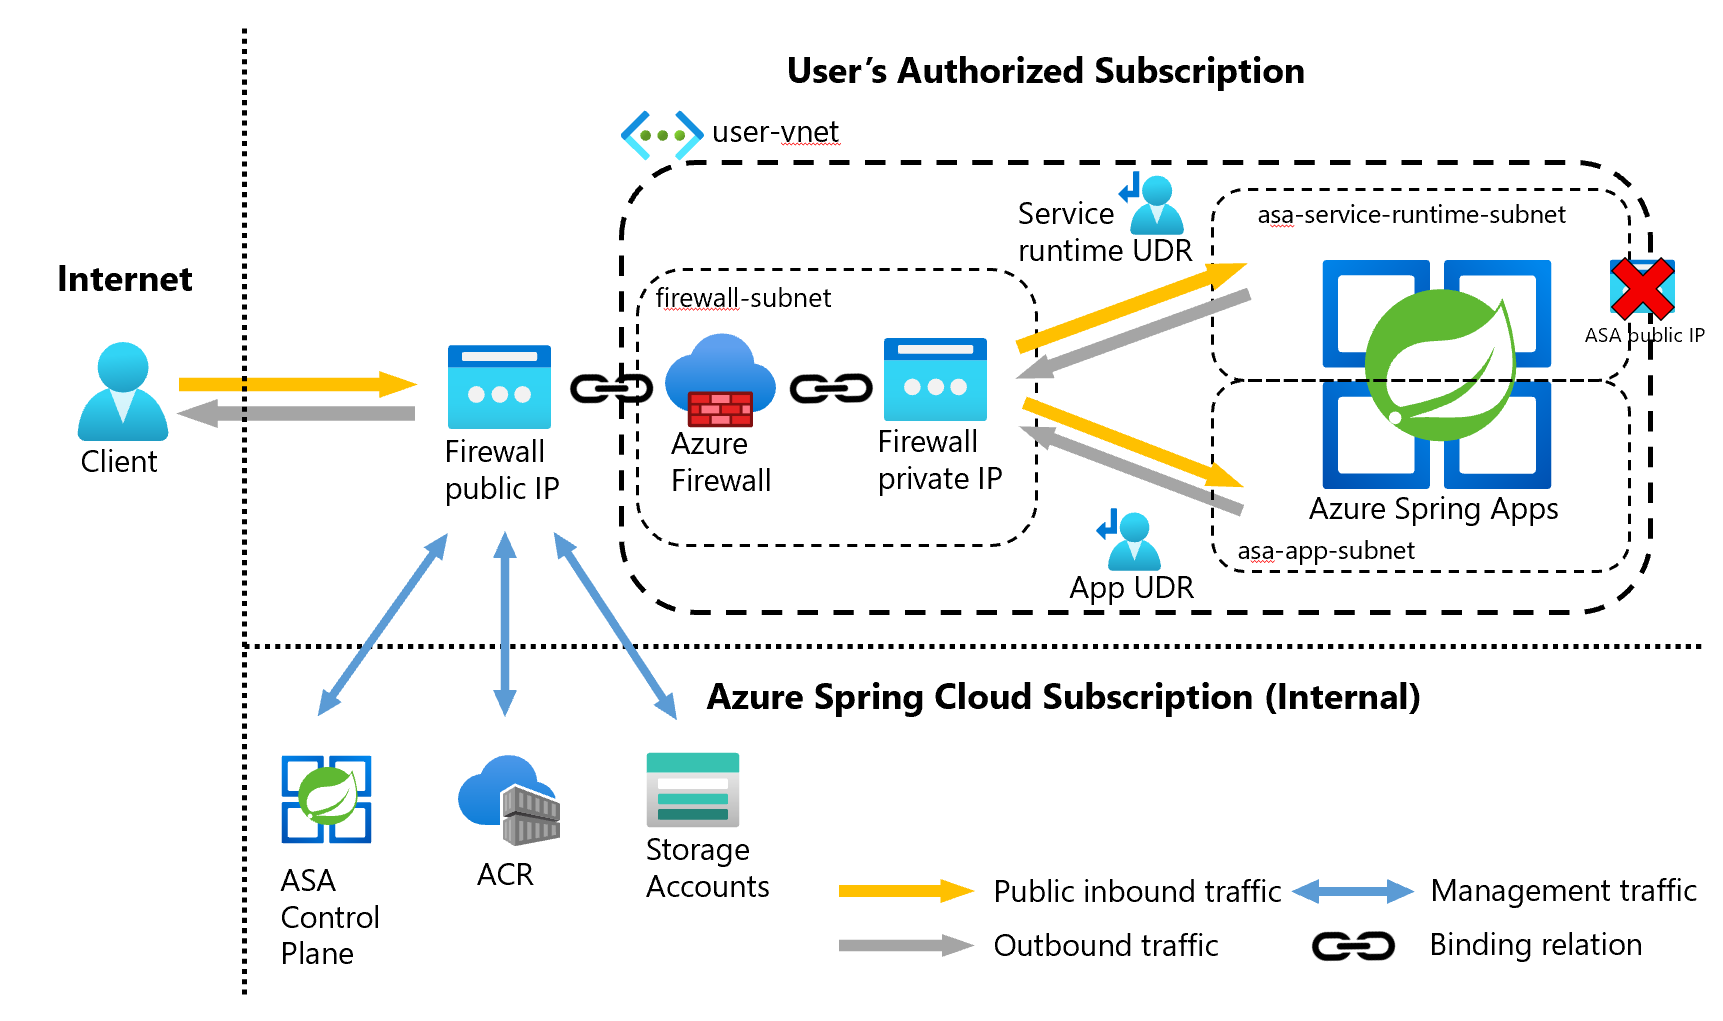 User's Authorized Subscription
user-vnet
Service
runtime UDR
asa-service-runtime-subnet
Internet
firewall-subnet
ASA public IP
Client
Firewall
public IP
Azure
Firewall
Firewall
private IP
Azure Spring Apps
asa-app-subnet
App UDR
Azure Spring Cloud Subscription (Internal)
ASA
Control
Plane
ACR
Storage
Accounts
Public inbound traffic
Management traffic
Outbound traffic
Binding relation